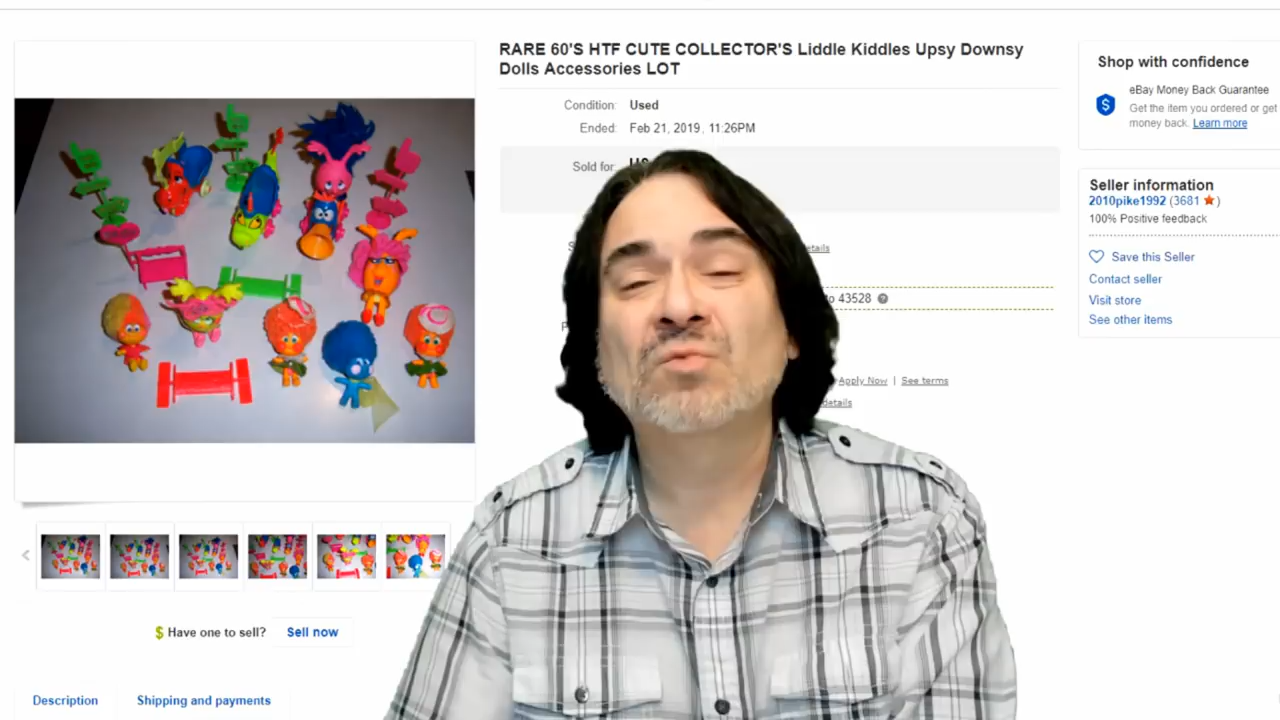 RARE 60'S HTF CUTE COLLECTOR'S Liddle Kiddles Upsy Downsy
Dolls Accessories LOT
Condition: Used
Ended: Feb 21, 2019, 11:26PM
Sold for: US
to 43528
Apply Now | See terms
details
Shop with confidence
eBay Money Back Guarantee
Get the item you ordered or get
money back. Learn more
Seller information
2010pike1992 (3681 ★)
100% Positive feedback
Save this Seller
Contact seller
Visit store
See other items
$ Have one to sell? Sell now
Description Shipping and payments